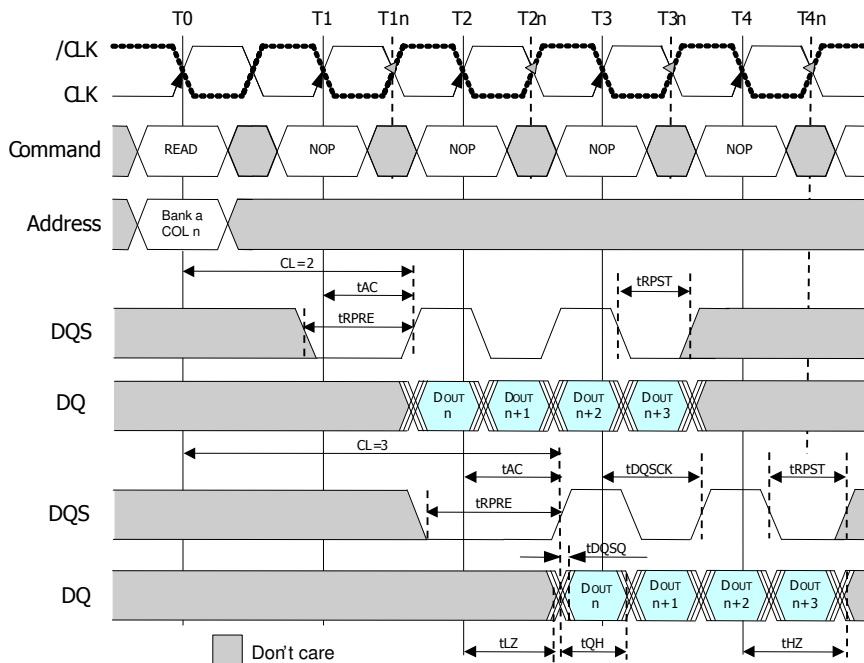 T0 T1 T1n T2 T2n T3 T3n T4 T4n
/CLK
CLK
Command READ NOP NOP NOP NOP
Address Bank a
COL n
CL=2
tAC tRPST
DQS tRPRE
DQ DOUT n DOUT n+1 DOUT n+2 DOUT n+3
CL=3
tAC tDQSCK tRPST
DQS tRPRE
tDQSQ
DQ DOUT n DOUT n+1 DOUT n+2 DOUT n+3
Don't care tLZ tQH tHZ